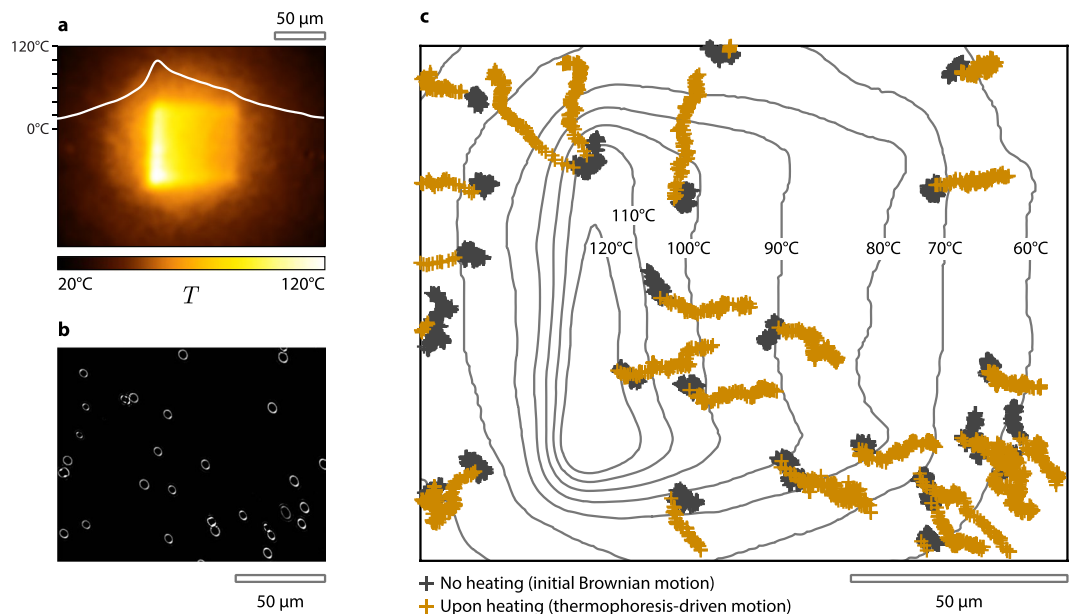 a
50 µm
120°C
0°C
20°C
T
120°C
b
50 µm
c
110°C
120°C
100°C
90°C
80°C
70°C
60°C
No heating (initial Brownian motion)
Upon heating (thermophoresis-driven motion)
50 µm